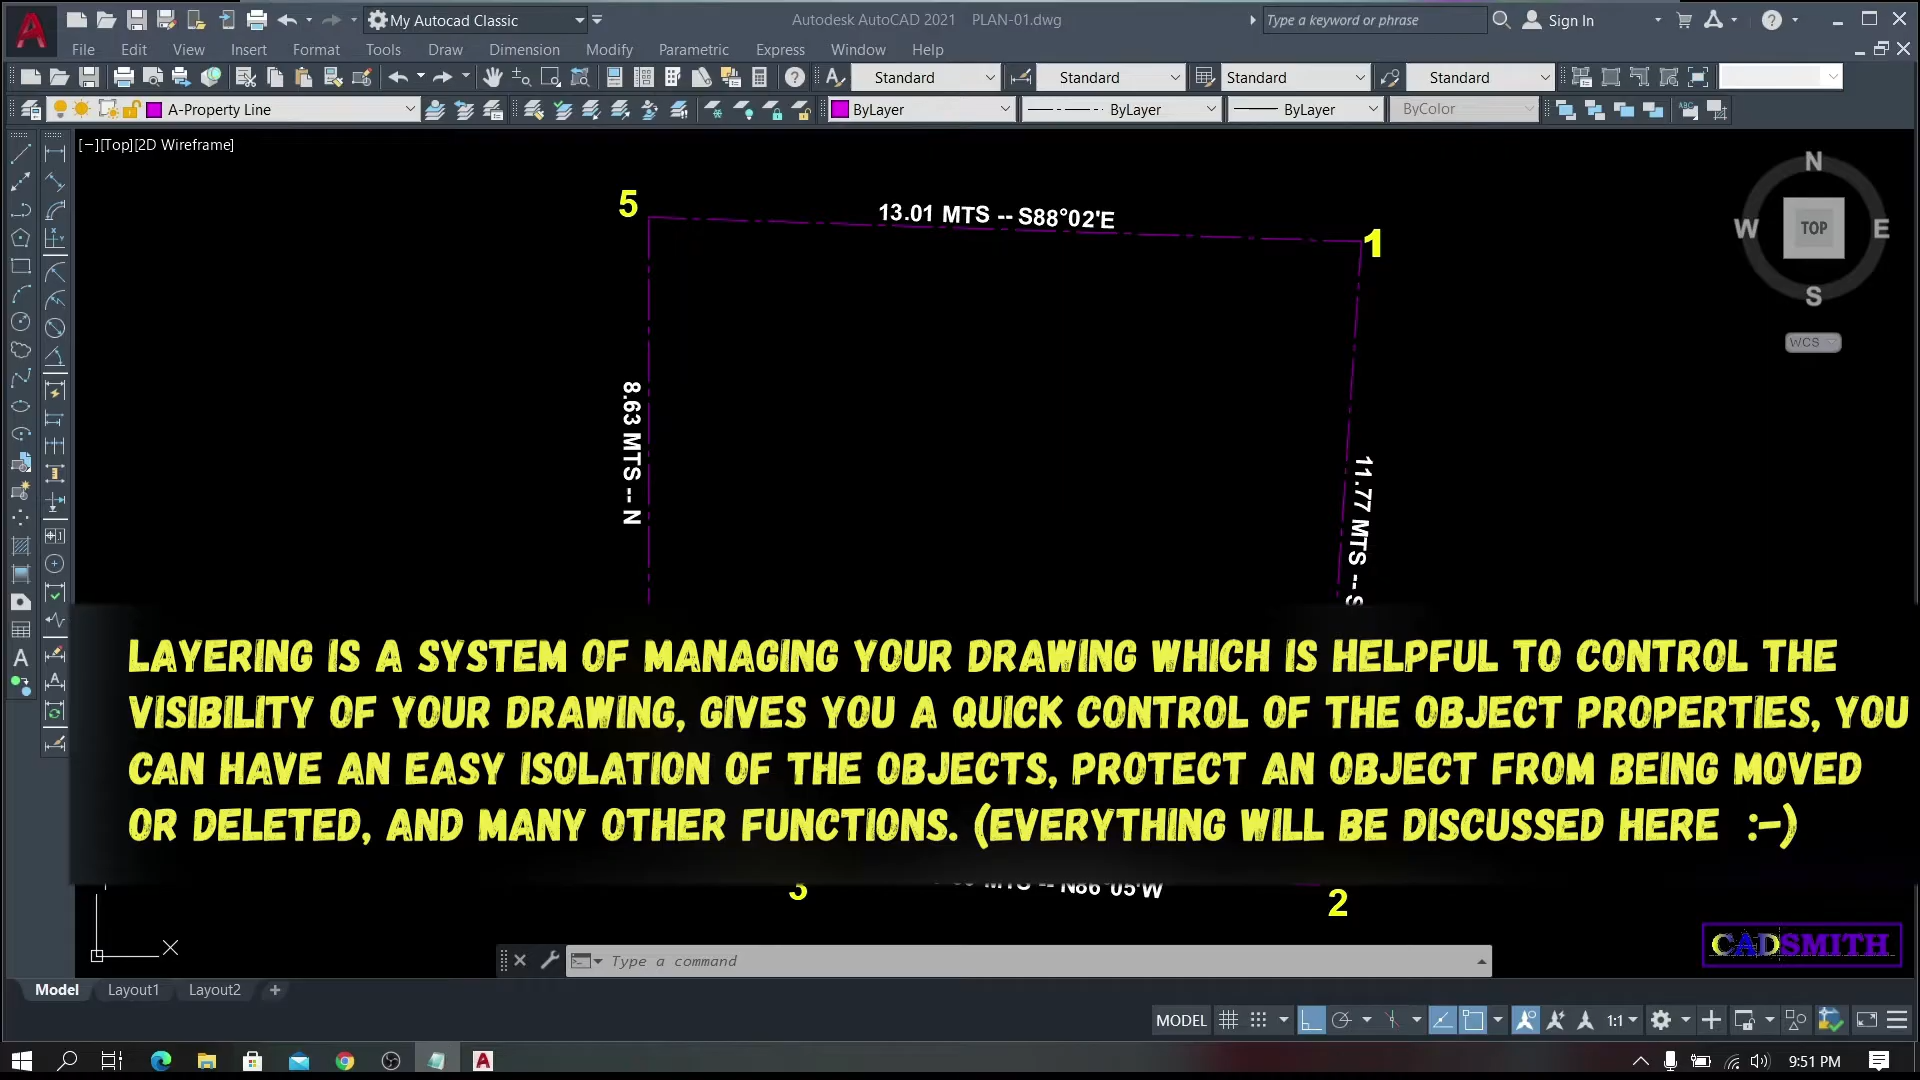 My Autocad Classic
Autodesk AutoCAD 2021 PLAN-01.dwg
Type a keyword or phrase
Sign In
File Edit View Insert Format Tools Draw Dimension Modify Parametric Express Window Help
Standard Standard Standard Standard
A-Property Line ByLayer ByLayer ByLayer ByColor
[−][Top][2D Wireframe]
N
W TOP E
S
WCS
5
13.01 MTS -- S88°02'E
1
8.63 MTS -- N
11.77 MTS -- S
LAYERING IS A SYSTEM OF MANAGING YOUR DRAWING WHICH IS HELPFUL TO CONTROL THE
VISIBILITY OF YOUR DRAWING, GIVES YOU A QUICK CONTROL OF THE OBJECT PROPERTIES, YOU
CAN HAVE AN EASY ISOLATION OF THE OBJECTS, PROTECT AN OBJECT FROM BEING MOVED
OR DELETED, AND MANY OTHER FUNCTIONS. (EVERYTHING WILL BE DISCUSSED HERE :-)
3
MTS -- N86°05'W
2
X
CADSMITH
Type a command
Model Layout1 Layout2
MODEL 1:1
9:51 PM